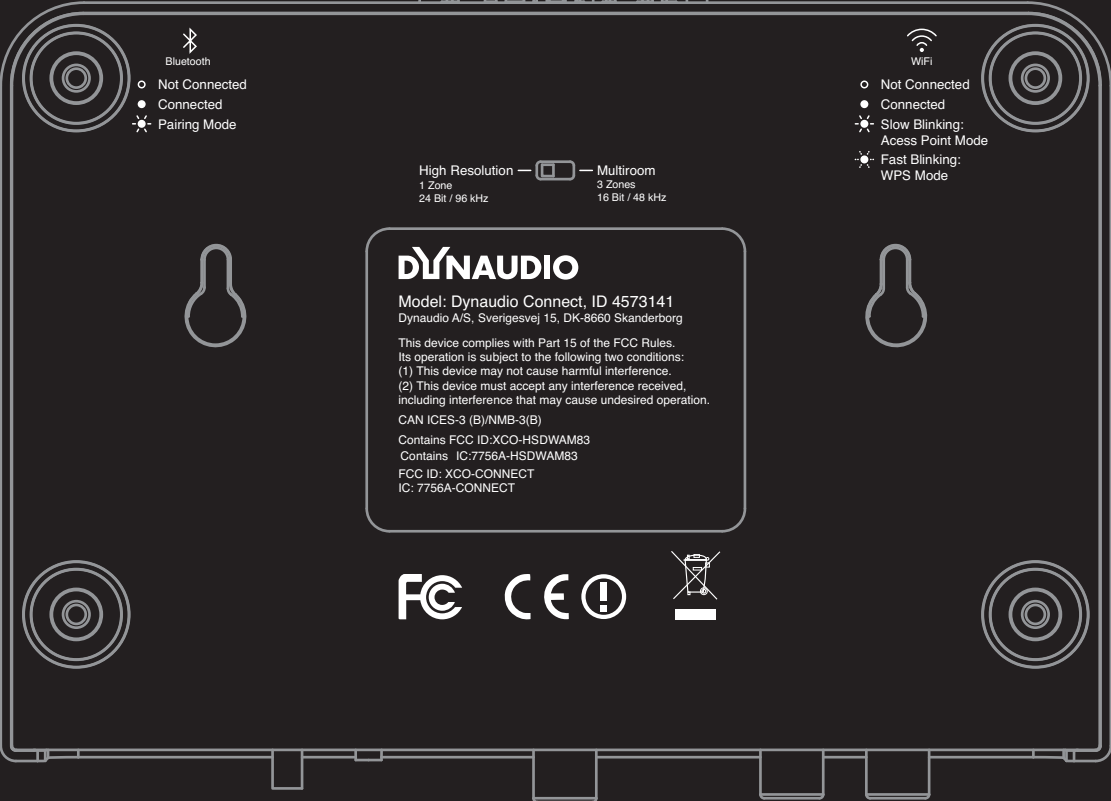 Bluetooth
Not Connected
Connected
Pairing Mode
WiFi
Not Connected
Connected
Slow Blinking:
Acess Point Mode
Fast Blinking:
WPS Mode
High Resolution
1 Zone
24 Bit / 96 kHz
Multiroom
3 Zones
16 Bit / 48 kHz
DYNAUDIO
Model: Dynaudio Connect, ID 4573141
Dynaudio A/S, Sverigesvej 15, DK-8660 Skanderborg
This device complies with Part 15 of the FCC Rules.
Its operation is subject to the following two conditions:
(1) This device may not cause harmful interference.
(2) This device must accept any interference received,
including interference that may cause undesired operation.
CAN ICES-3 (B)/NMB-3(B)
Contains FCC ID:XCO-HSDWAM83
Contains IC:7756A-HSDWAM83
FCC ID: XCO-CONNECT
IC: 7756A-CONNECT
FC CE